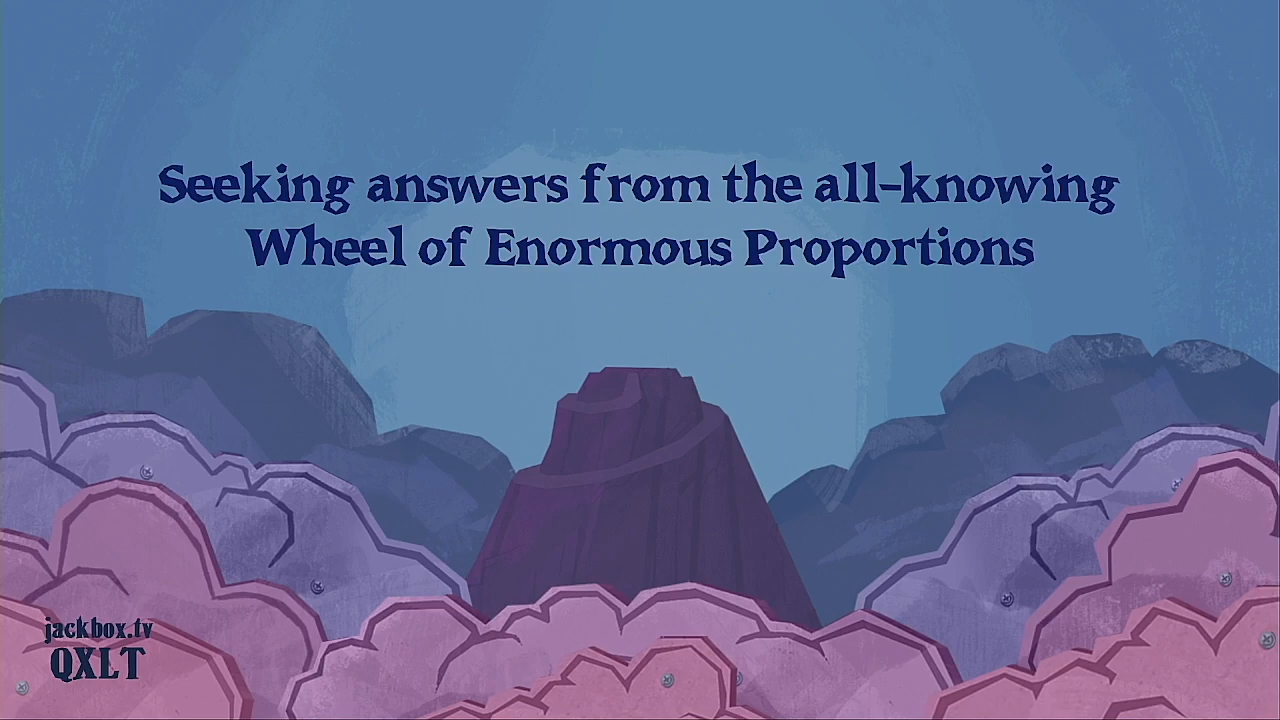 Seeking answers from the all-knowing
Wheel of Enormous Proportions
jackbox.tv
QXLT